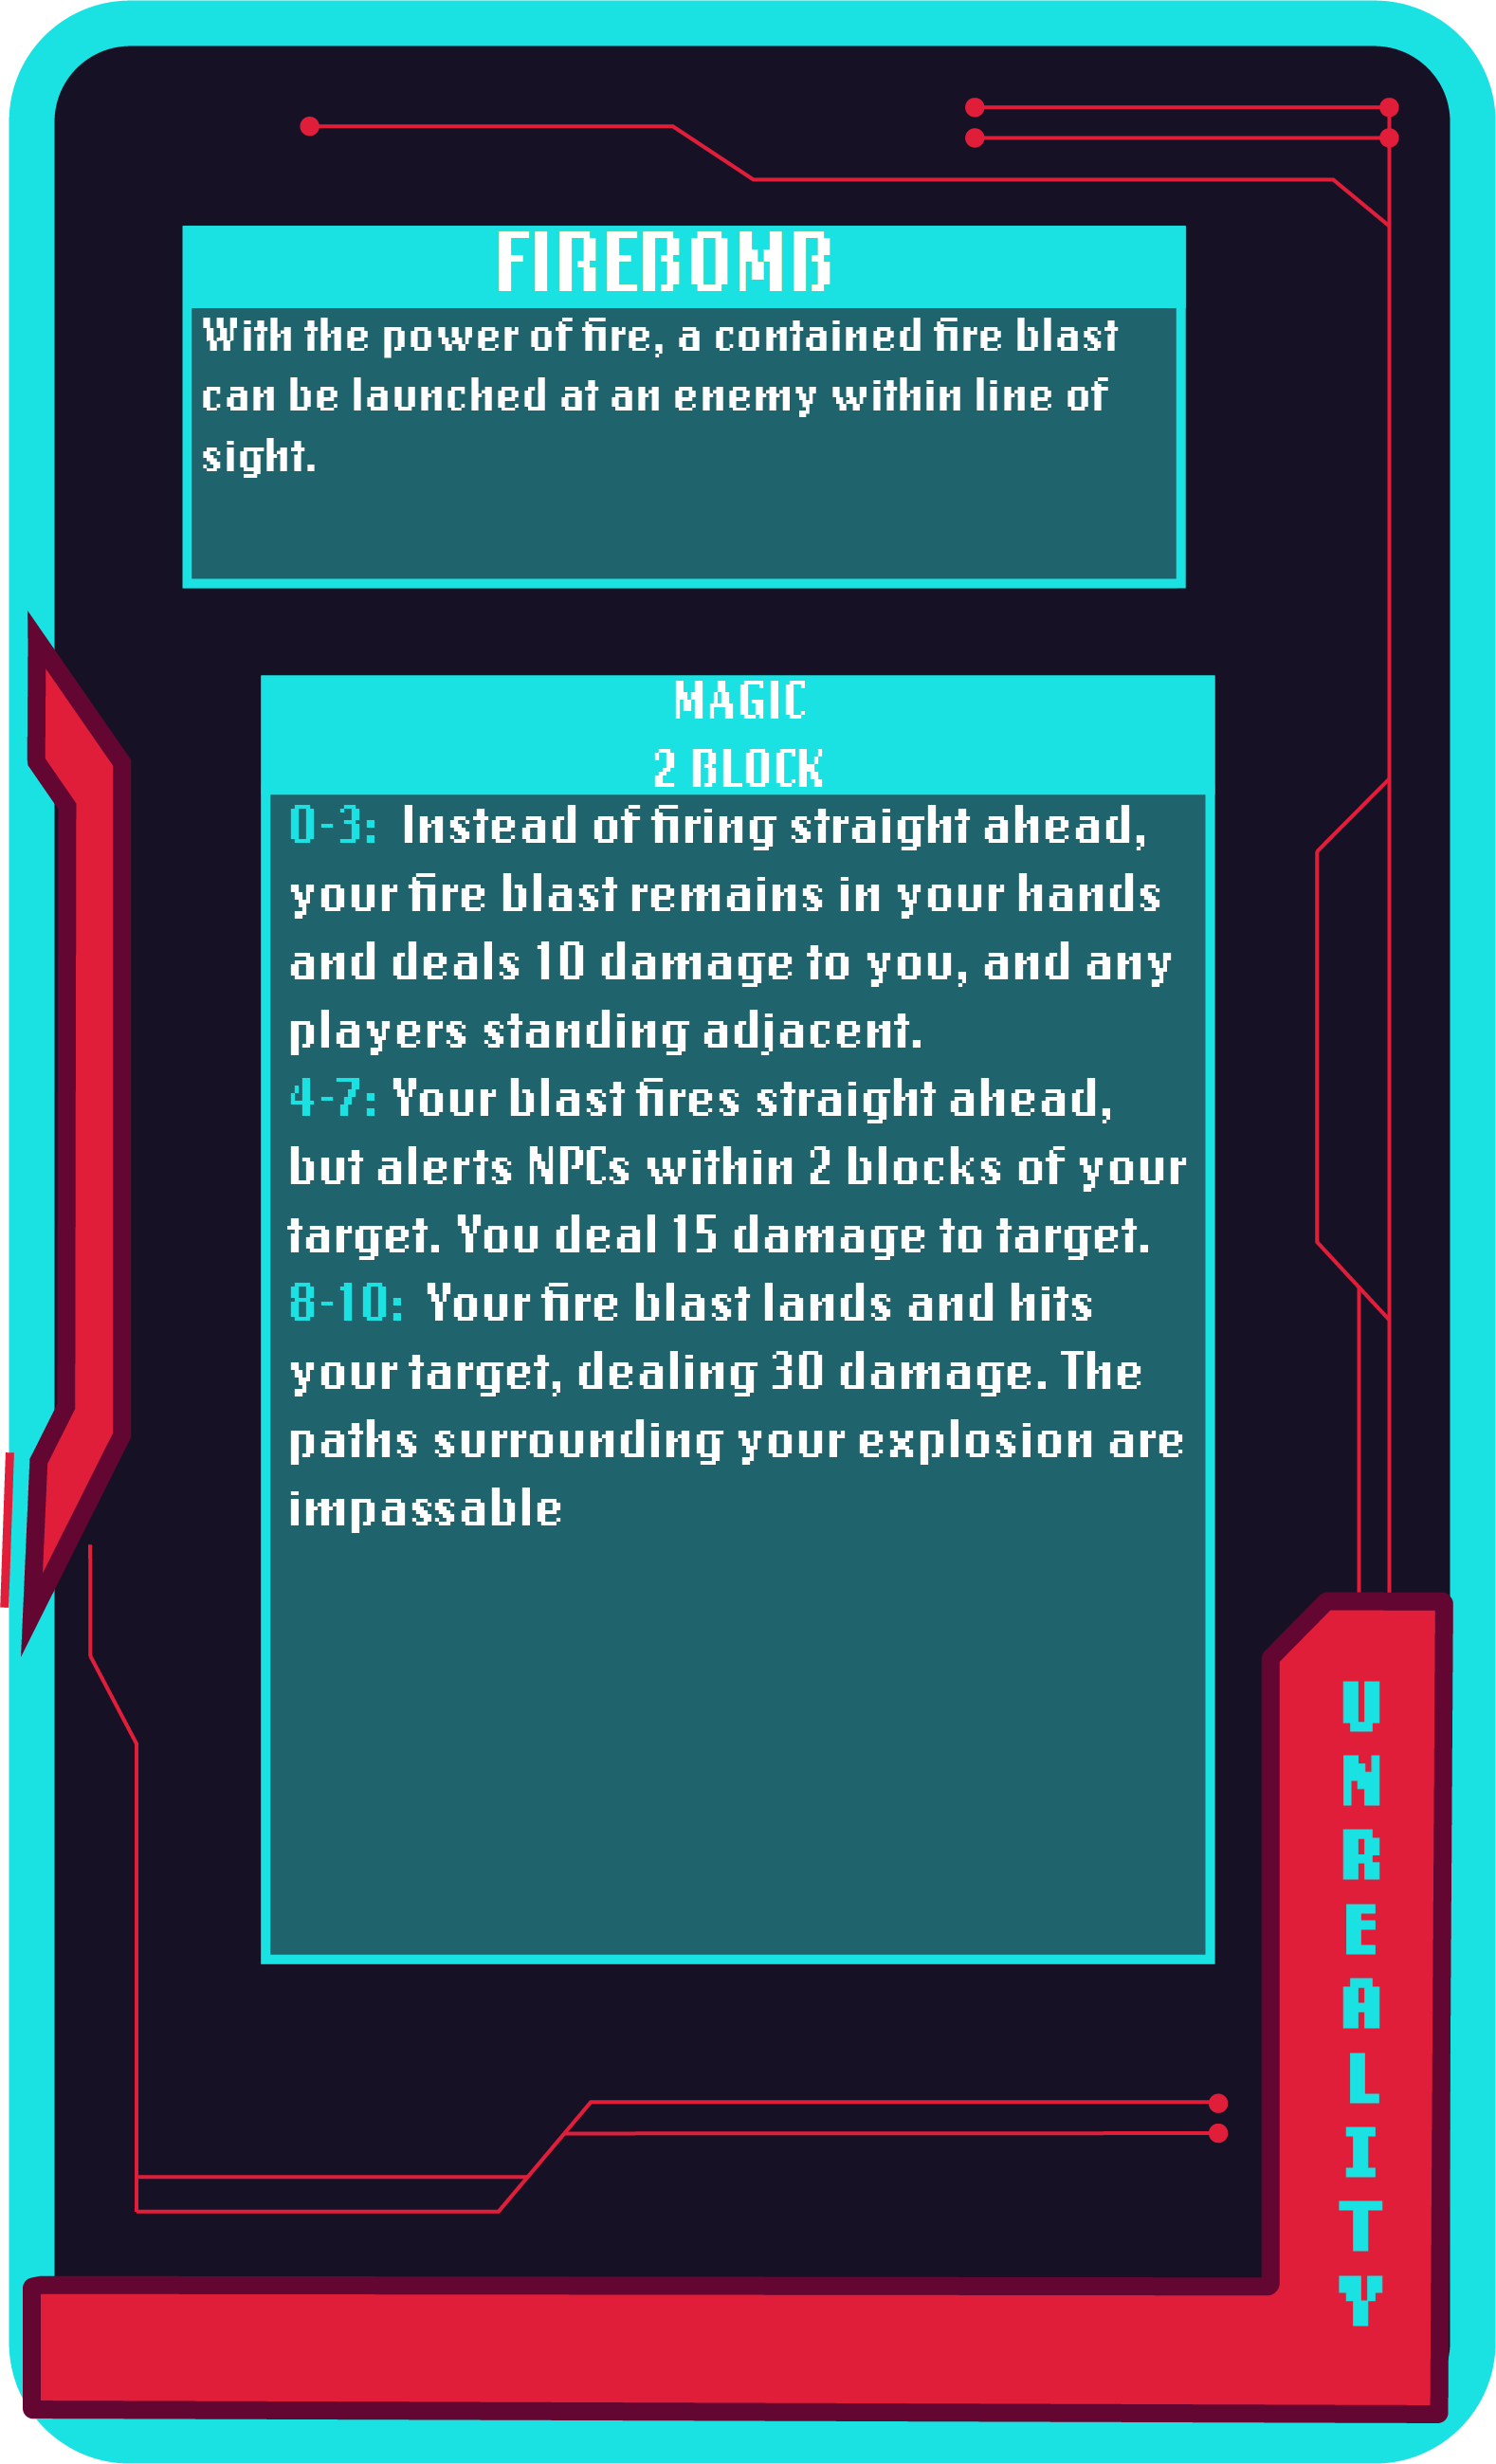 FIREBOMB
With the power of fire, a contained fire blast
can be launched at an enemy within line of
sight.
MAGIC
2 BLOCK
0-3: Instead of firing straight ahead,
your fire blast remains in your hands
and deals 10 damage to you, and any
players standing adjacent.
4-7: Your blast fires straight ahead,
but alerts NPCs within 2 blocks of your
target. You deal 15 damage to target.
8-10: Your fire blast lands and hits
your target, dealing 30 damage. The
paths surrounding your explosion are
impassable
UNREALITY